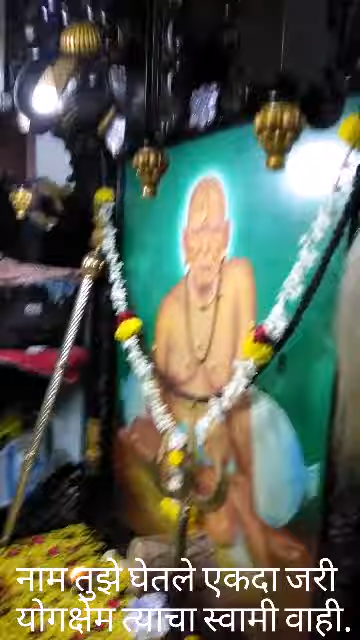 नाम तुझे घेतले एकदा जरी
योगक्षेम त्याचा स्वामी वाही.